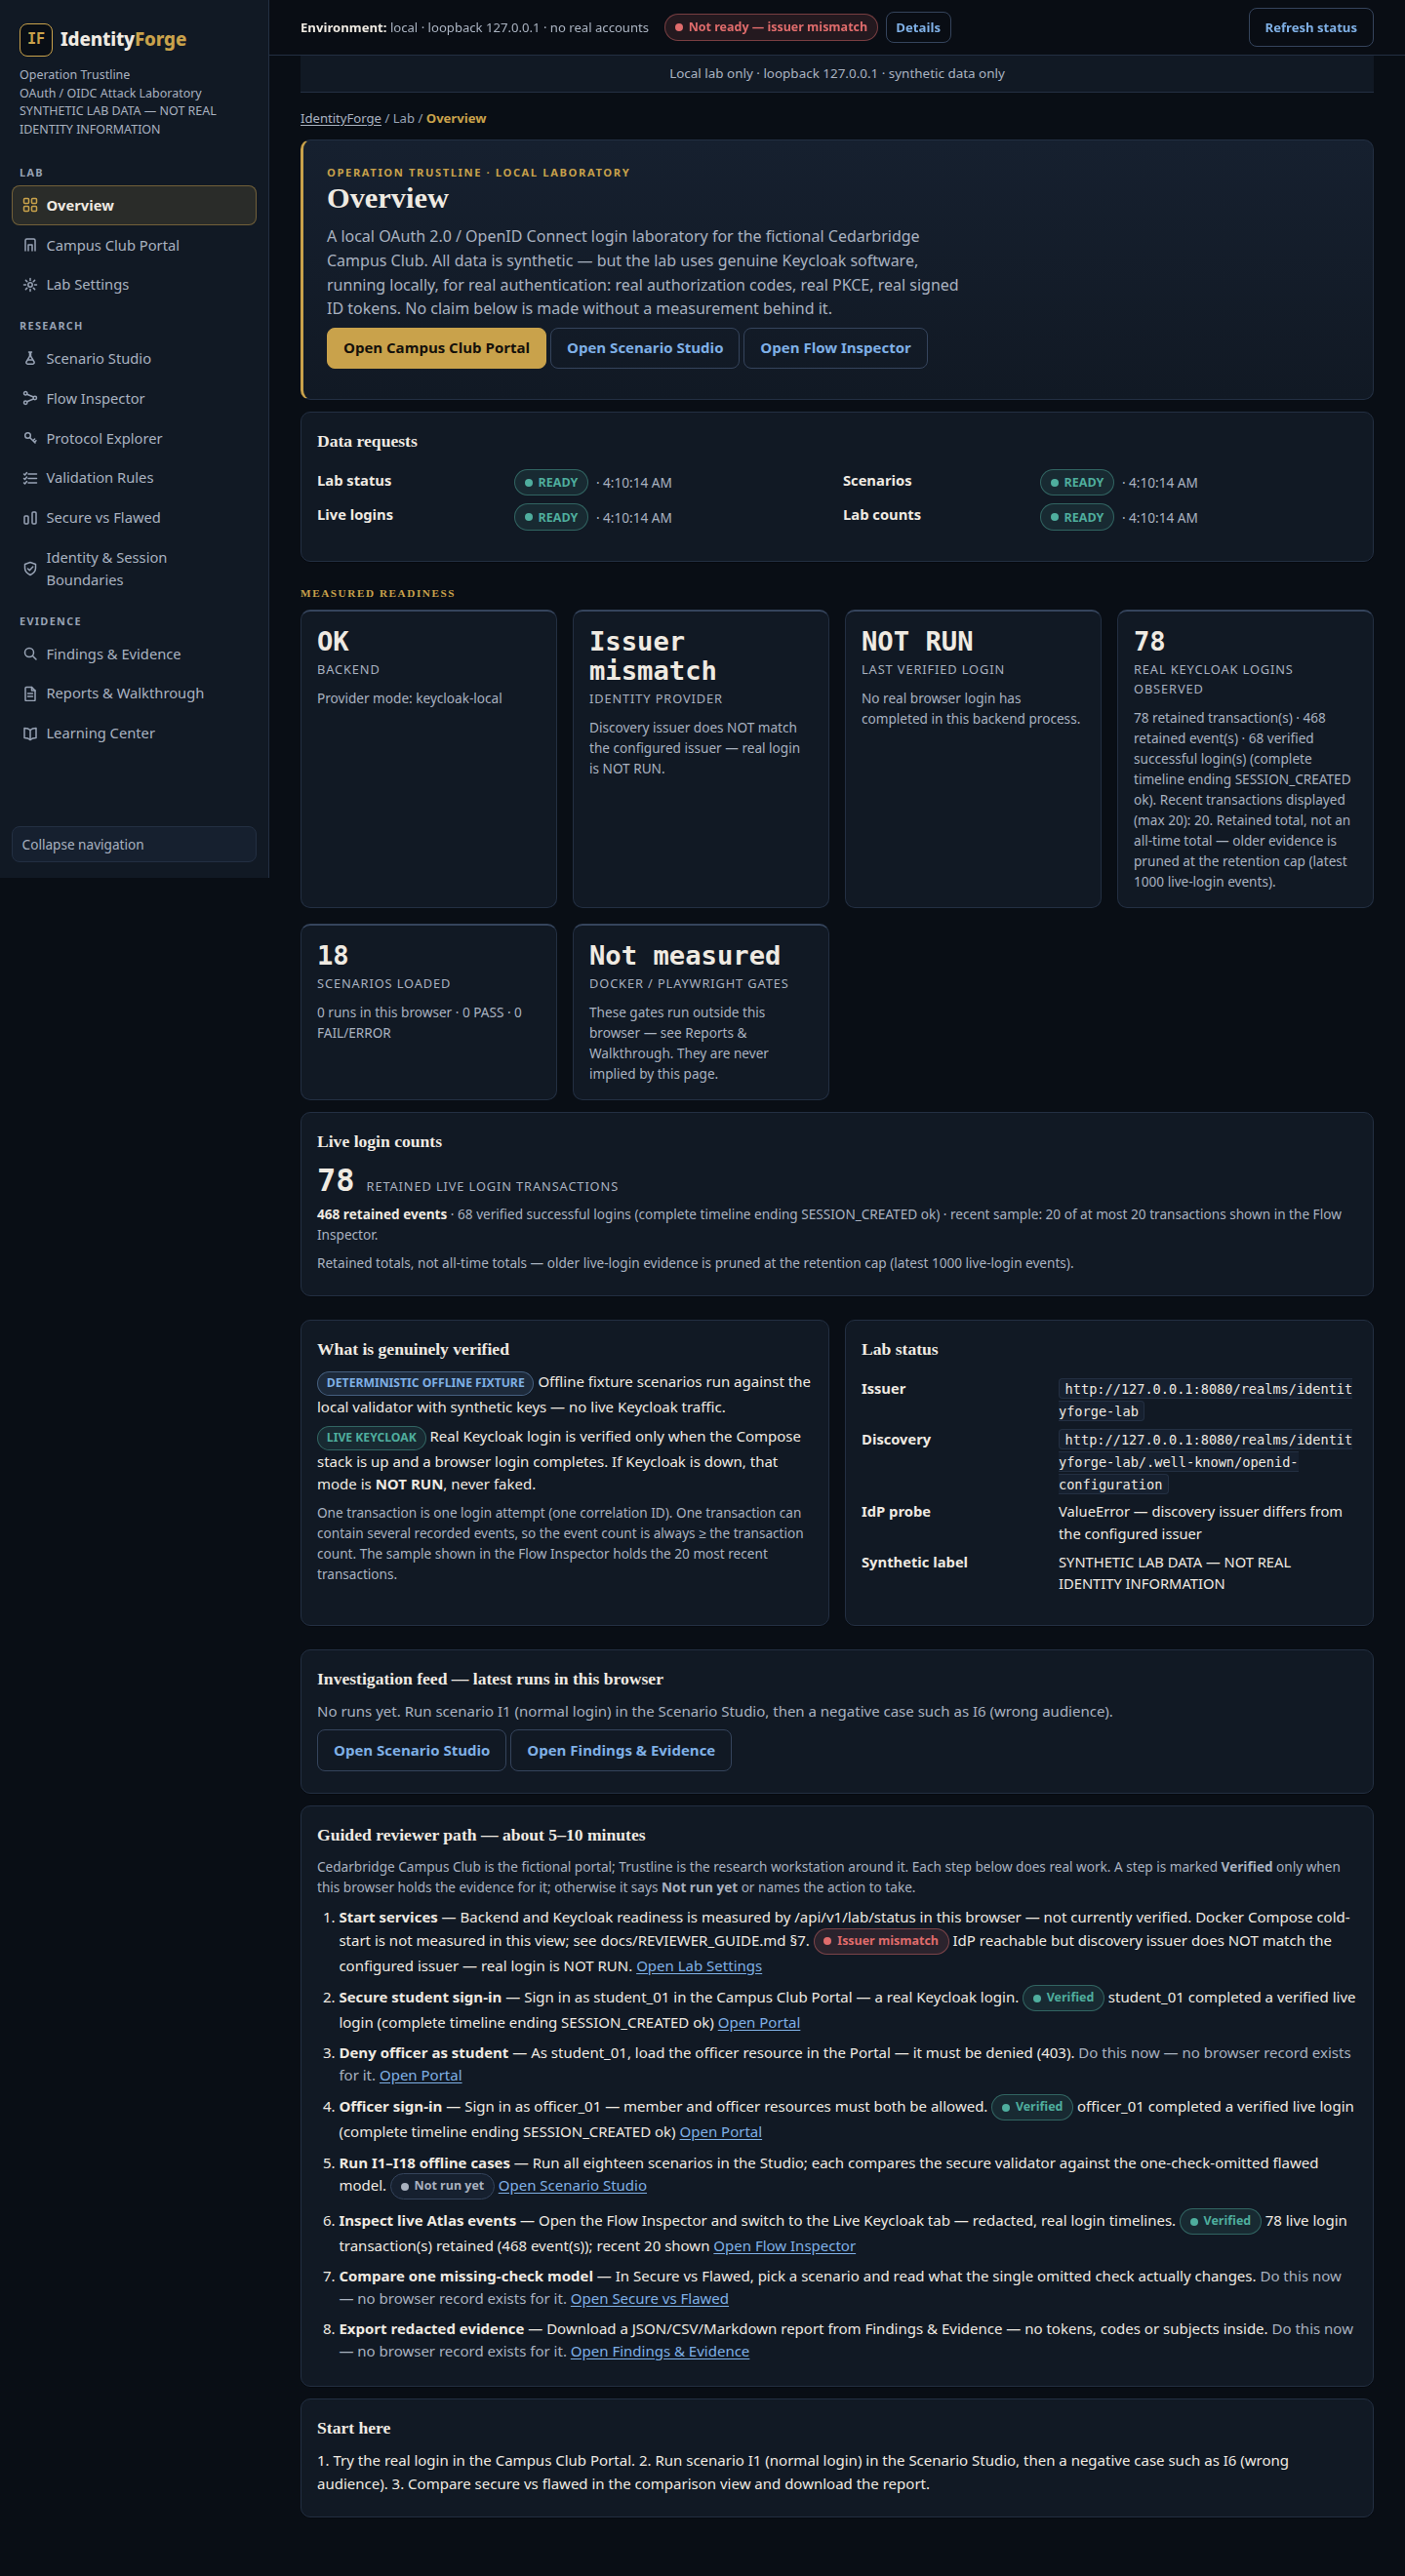 IF IdentityForge
Operation Trustline
OAuth / OIDC Attack Laboratory
SYNTHETIC LAB DATA — NOT REAL
IDENTITY INFORMATION
LAB
Overview
Campus Club Portal
Lab Settings
RESEARCH
Scenario Studio
Flow Inspector
Protocol Explorer
Validation Rules
Secure vs Flawed
Identity & Session
Boundaries
EVIDENCE
Findings & Evidence
Reports & Walkthrough
Learning Center
Collapse navigation
Environment: local · loopback 127.0.0.1 · no real accounts Not ready — issuer mismatch Details Refresh status
Local lab only · loopback 127.0.0.1 · synthetic data only
IdentityForge / Lab / Overview
OPERATION TRUSTLINE · LOCAL LABORATORY
Overview
A local OAuth 2.0 / OpenID Connect login laboratory for the fictional Cedarbridge
Campus Club. All data is synthetic — but the lab uses genuine Keycloak software,
running locally, for real authentication: real authorization codes, real PKCE, real signed
ID tokens. No claim below is made without a measurement behind it.
Open Campus Club Portal Open Scenario Studio Open Flow Inspector
Data requests
Lab status READY · 4:10:14 AM Scenarios READY · 4:10:14 AM
Live logins READY · 4:10:14 AM Lab counts READY · 4:10:14 AM
MEASURED READINESS
OK
BACKEND
Provider mode: keycloak-local
Issuer
mismatch
IDENTITY PROVIDER
Discovery issuer does NOT match
the configured issuer — real login
is NOT RUN.
NOT RUN
LAST VERIFIED LOGIN
No real browser login has
completed in this backend process.
78
REAL KEYCLOAK LOGINS
OBSERVED
78 retained transaction(s) · 468
retained event(s) · 68 verified
successful login(s) (complete
timeline ending SESSION_CREATED
ok). Recent transactions displayed
(max 20): 20. Retained total, not an
all-time total — older evidence is
pruned at the retention cap (latest
1000 live-login events).
18
SCENARIOS LOADED
0 runs in this browser · 0 PASS · 0
FAIL/ERROR
Not measured
DOCKER / PLAYWRIGHT GATES
These gates run outside this
browser — see Reports &
Walkthrough. They are never
implied by this page.
Live login counts
78 RETAINED LIVE LOGIN TRANSACTIONS
468 retained events · 68 verified successful logins (complete timeline ending SESSION_CREATED ok) · recent sample: 20 of at most 20 transactions shown in the Flow
Inspector.
Retained totals, not all-time totals — older live-login evidence is pruned at the retention cap (latest 1000 live-login events).
What is genuinely verified
DETERMINISTIC OFFLINE FIXTURE Offline fixture scenarios run against the
local validator with synthetic keys — no live Keycloak traffic.
LIVE KEYCLOAK Real Keycloak login is verified only when the Compose
stack is up and a browser login completes. If Keycloak is down, that
mode is NOT RUN, never faked.
One transaction is one login attempt (one correlation ID). One transaction can
contain several recorded events, so the event count is always ≥ the transaction
count. The sample shown in the Flow Inspector holds the 20 most recent
transactions.
Lab status
Issuer http://127.0.0.1:8080/realms/identit
yforge-lab
Discovery http://127.0.0.1:8080/realms/identit
yforge-lab/.well-known/openid-
configuration
IdP probe ValueError — discovery issuer differs from
the configured issuer
Synthetic label SYNTHETIC LAB DATA — NOT REAL
IDENTITY INFORMATION
Investigation feed — latest runs in this browser
No runs yet. Run scenario I1 (normal login) in the Scenario Studio, then a negative case such as I6 (wrong audience).
Open Scenario Studio Open Findings & Evidence
Guided reviewer path — about 5–10 minutes
Cedarbridge Campus Club is the fictional portal; Trustline is the research workstation around it. Each step below does real work. A step is marked Verified only when
this browser holds the evidence for it; otherwise it says Not run yet or names the action to take.
1. Start services — Backend and Keycloak readiness is measured by /api/v1/lab/status in this browser — not currently verified. Docker Compose cold-
start is not measured in this view; see docs/REVIEWER_GUIDE.md §7. Issuer mismatch IdP reachable but discovery issuer does NOT match the
configured issuer — real login is NOT RUN. Open Lab Settings
2. Secure student sign-in — Sign in as student_01 in the Campus Club Portal — a real Keycloak login. Verified student_01 completed a verified live
login (complete timeline ending SESSION_CREATED ok) Open Portal
3. Deny officer as student — As student_01, load the officer resource in the Portal — it must be denied (403). Do this now — no browser record exists
for it. Open Portal
4. Officer sign-in — Sign in as officer_01 — member and officer resources must both be allowed. Verified officer_01 completed a verified live login
(complete timeline ending SESSION_CREATED ok) Open Portal
5. Run I1–I18 offline cases — Run all eighteen scenarios in the Studio; each compares the secure validator against the one-check-omitted flawed
model. Not run yet Open Scenario Studio
6. Inspect live Atlas events — Open the Flow Inspector and switch to the Live Keycloak tab — redacted, real login timelines. Verified 78 live login
transaction(s) retained (468 event(s)); recent 20 shown Open Flow Inspector
7. Compare one missing-check model — In Secure vs Flawed, pick a scenario and read what the single omitted check actually changes. Do this now
— no browser record exists for it. Open Secure vs Flawed
8. Export redacted evidence — Download a JSON/CSV/Markdown report from Findings & Evidence — no tokens, codes or subjects inside. Do this now
— no browser record exists for it. Open Findings & Evidence
Start here
1. Try the real login in the Campus Club Portal. 2. Run scenario I1 (normal login) in the Scenario Studio, then a negative case such as I6 (wrong
audience). 3. Compare secure vs flawed in the comparison view and download the report.